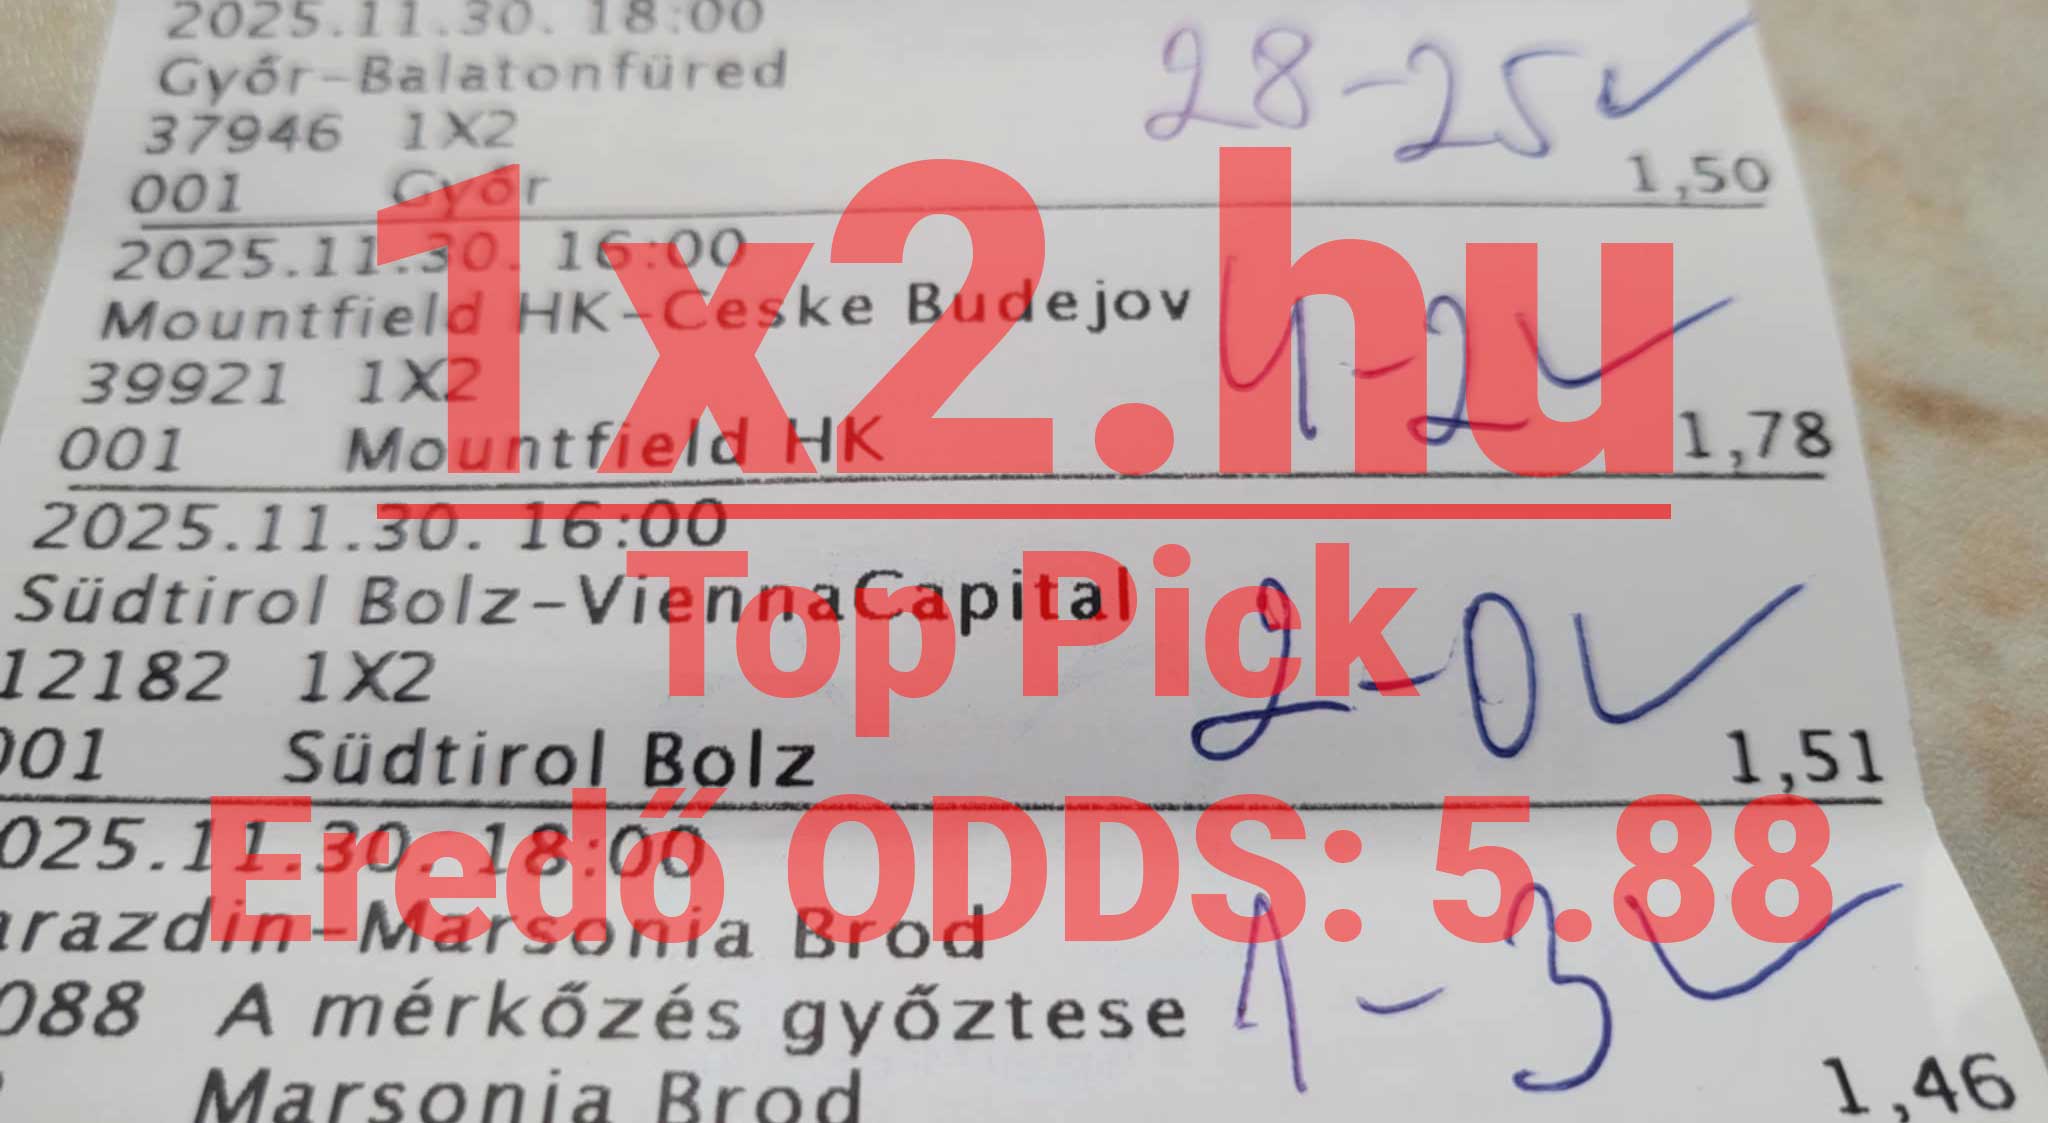 2025.11.30. 18:00
Győr-Balatonfüred
28-25
37946 1X2
001 Győr 1,50
2025.11.30. 16:00
Mountfield HK-Ceske Budejov
4-2
39921 1X2
001 Mountfield HK 1,78
2025.11.30. 16:00
Südtirol Bolz-ViennaCapital
2-0
12182 1X2
001 Südtirol Bolz 1,51
025.11.30. 18:00
arazdin-Marsonia Brod
1-3
088 A mérkőzés győztese
Marsonia Brod 1,46
1x2.hu
Top Pick
Eredő ODDS: 5.88